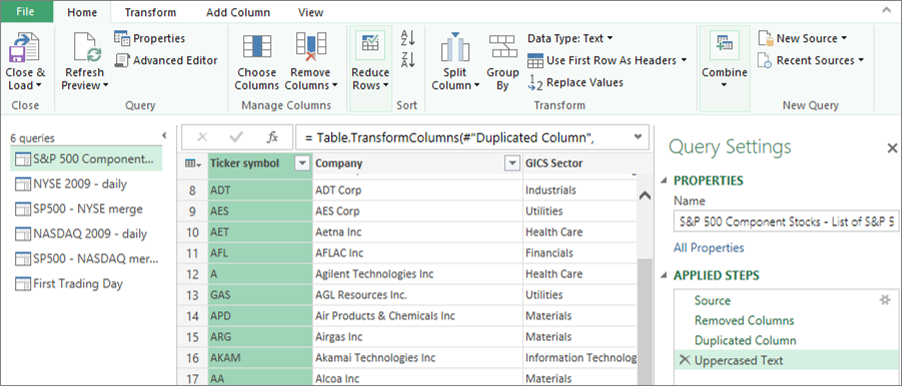 File Home Transform Add Column View
Close & Load
Refresh Preview
Properties
Advanced Editor
Choose Columns
Remove Columns
Reduce Rows
Split Column
Group By
Data Type: Text
Use First Row As Headers
Replace Values
Combine
New Source
Recent Sources
Close Query Manage Columns Sort Transform New Query
6 queries
S&P 500 Component...
NYSE 2009 - daily
SP500 - NYSE merge
NASDAQ 2009 - daily
SP500 - NASDAQ mer...
First Trading Day
fx = Table.TransformColumns(#"Duplicated Column",
Ticker symbol Company GICS Sector
8 ADT ADT Corp Industrials
9 AES AES Corp Utilities
10 AET Aetna Inc Health Care
11 AFL AFLAC Inc Financials
12 A Agilent Technologies Inc Health Care
13 GAS AGL Resources Inc. Utilities
14 APD Air Products & Chemicals Inc Materials
15 ARG Airgas Inc Materials
16 AKAM Akamai Technologies Inc Information Technolog
17 AA Alcoa Inc Materials
Query Settings
PROPERTIES
Name
S&P 500 Component Stocks - List of S&P 5
All Properties
APPLIED STEPS
Source
Removed Columns
Duplicated Column
Uppercased Text